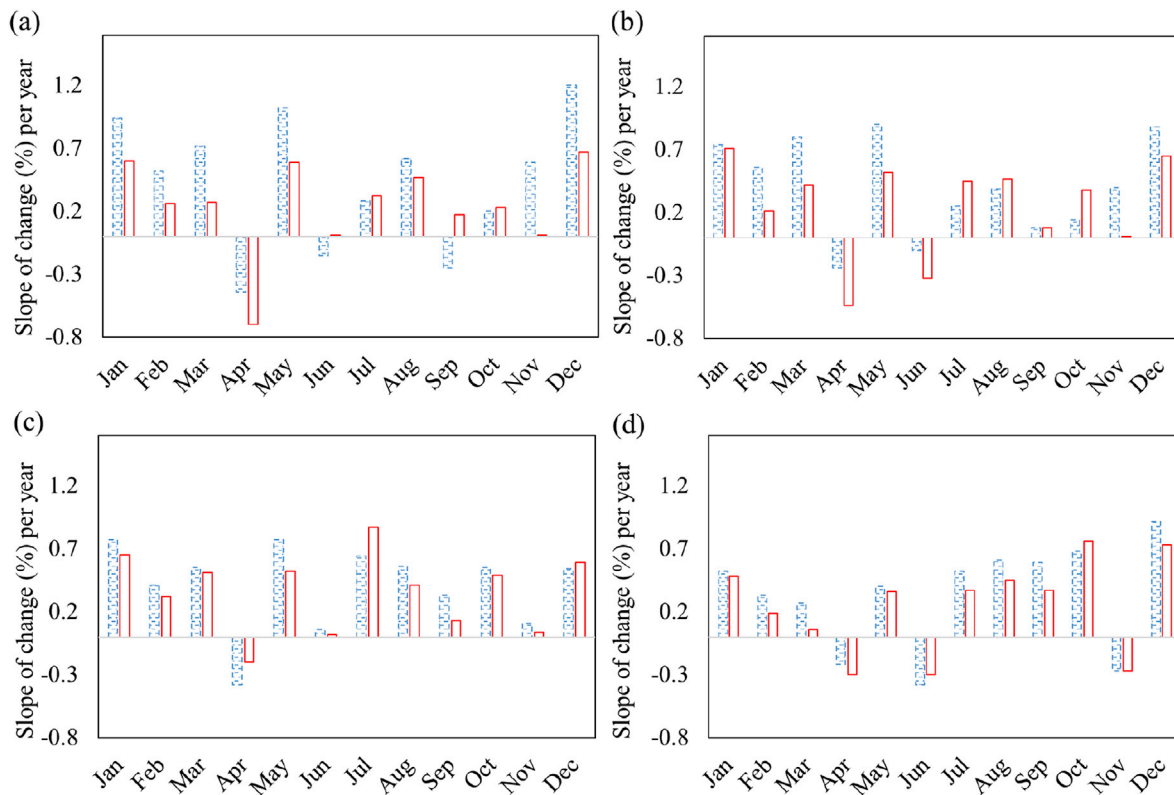 (a)
Slope of change (%) per year
1.2
0.7
0.2
-0.3
-0.8
Jan Feb Mar Apr May Jun Jul Aug Sep Oct Nov Dec
(b)
Slope of change (%) per year
1.2
0.7
0.2
-0.3
-0.8
Jan Feb Mar Apr May Jun Jul Aug Sep Oct Nov Dec
(c)
Slope of change (%) per year
1.2
0.7
0.2
-0.3
-0.8
Jan Feb Mar Apr May Jun Jul Aug Sep Oct Nov Dec
(d)
Slope of change (%) per year
1.2
0.7
0.2
-0.3
-0.8
Jan Feb Mar Apr May Jun Jul Aug Sep Oct Nov Dec